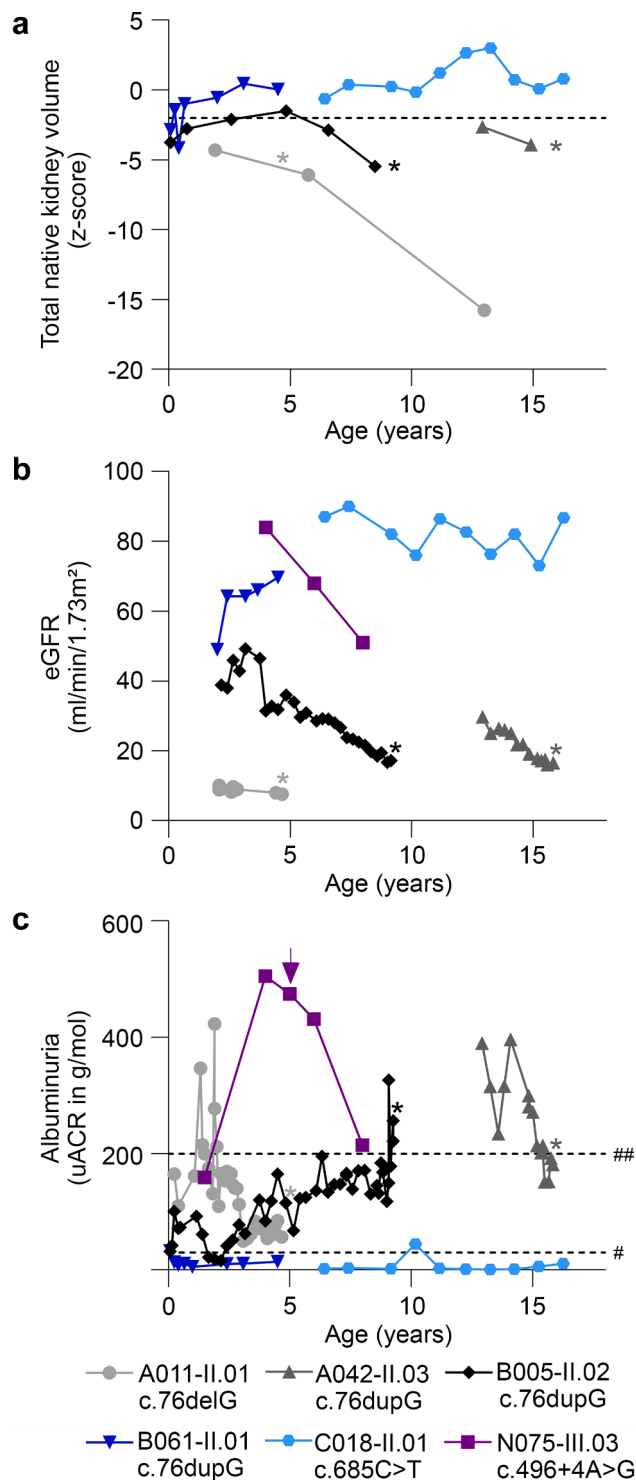 a
Total native kidney volume
(z-score)
5
0
-5
-10
-15
-20
*
*
*
0
5
10
15
Age (years)
b
eGFR
(ml/min/1.73m²)
100
80
60
40
20
0
*
*
*
0
5
10
15
Age (years)
c
Albuminuria
(uACR in g/mol)
600
400
200
0
*
*
*
##
#
0
5
10
15
Age (years)
A011-II.01
c.76delG
A042-II.03
c.76dupG
B005-II.02
c.76dupG
B061-II.01
c.76dupG
C018-II.01
c.685C>T
N075-III.03
c.496+4A>G